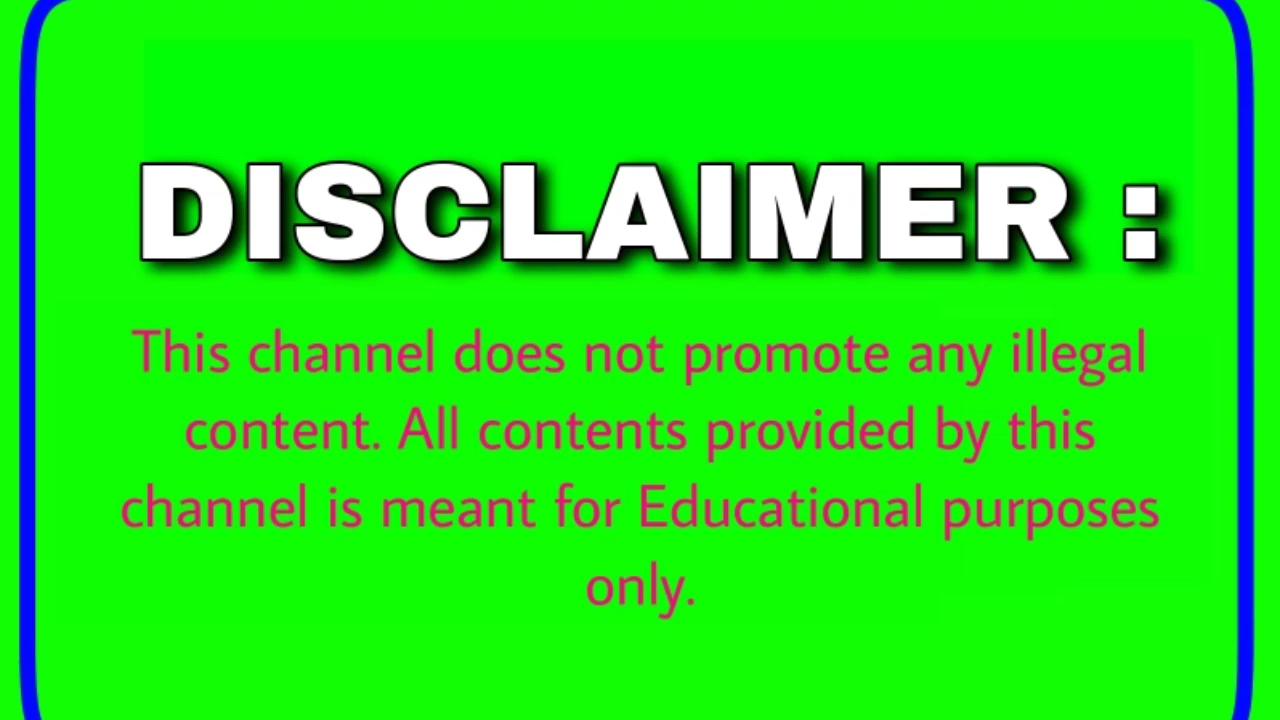 DISCLAIMER :
This channel does not promote any illegal
content. All contents provided by this
channel is meant for Educational purposes
only.